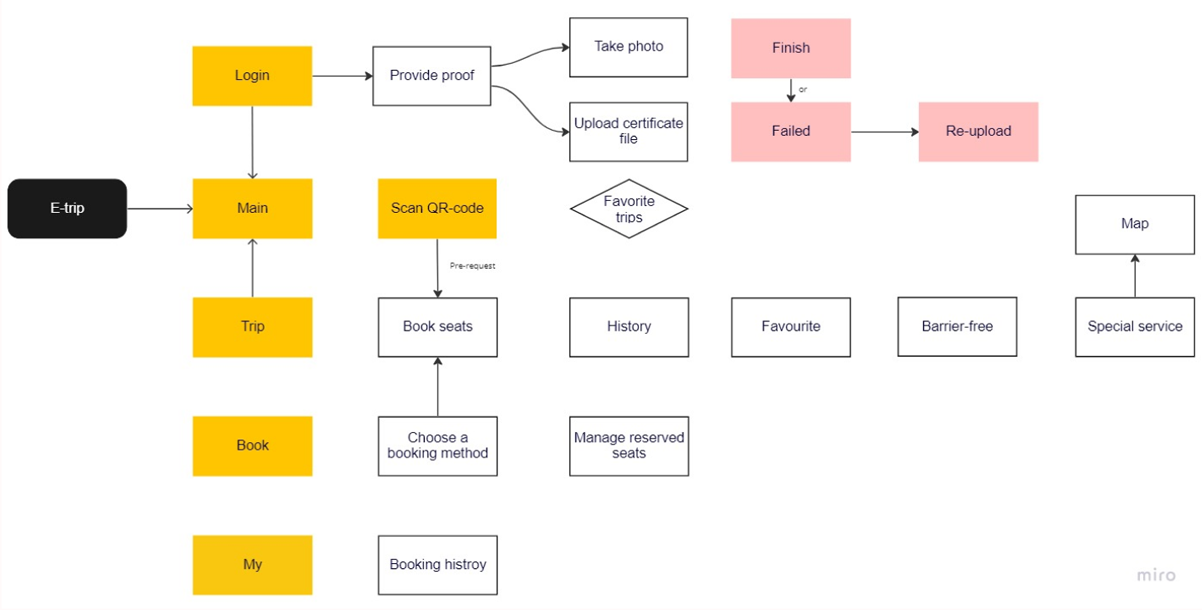 Take photo
Finish
Login
Provide proof
or
Upload certificate
file
Failed
Re-upload
E-trip
Main
Scan QR-code
Favorite
trips
Map
Pre-request
Trip
Book seats
History
Favourite
Barrier-free
Special service
Book
Choose a
booking method
Manage reserved
seats
My
Booking histroy
miro